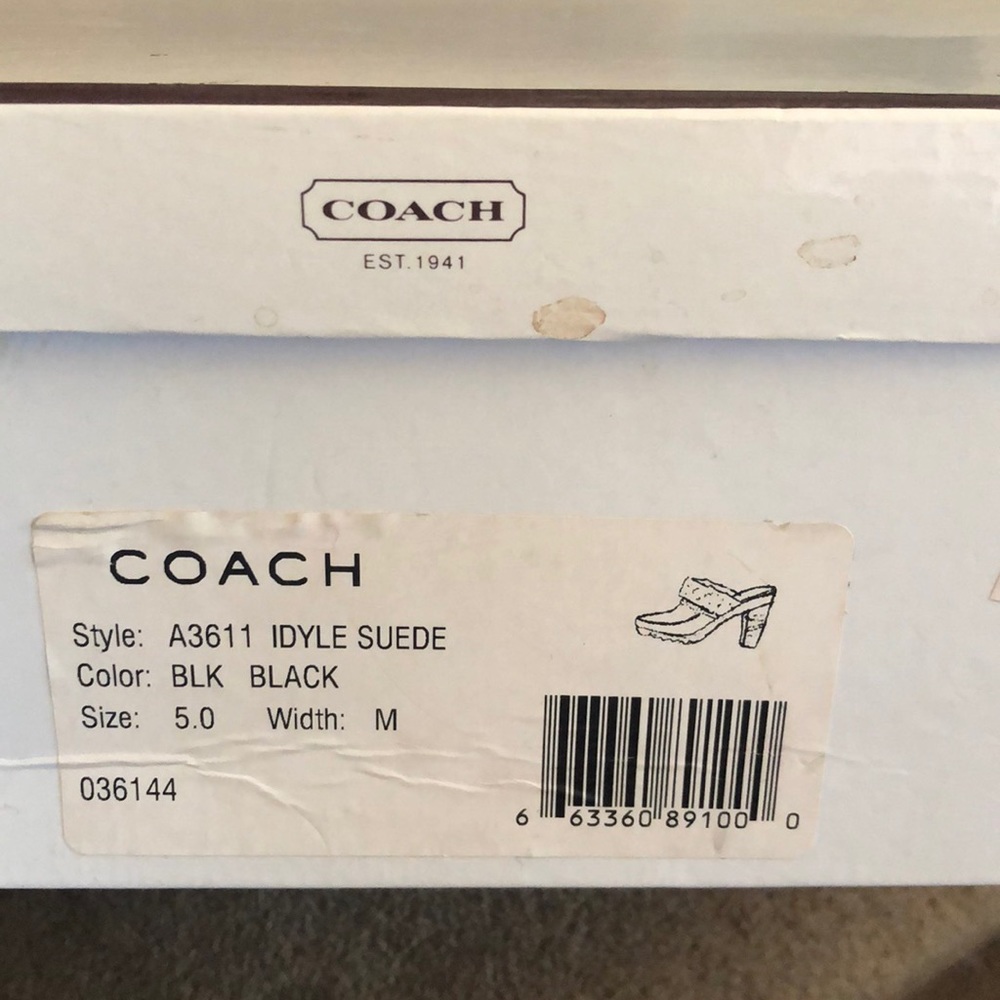 COACH
EST. 1941
COACH
Style: A3611 IDYLE SUEDE
Color: BLK BLACK
Size: 5.0 Width: M
036144
6 63360 89100 0